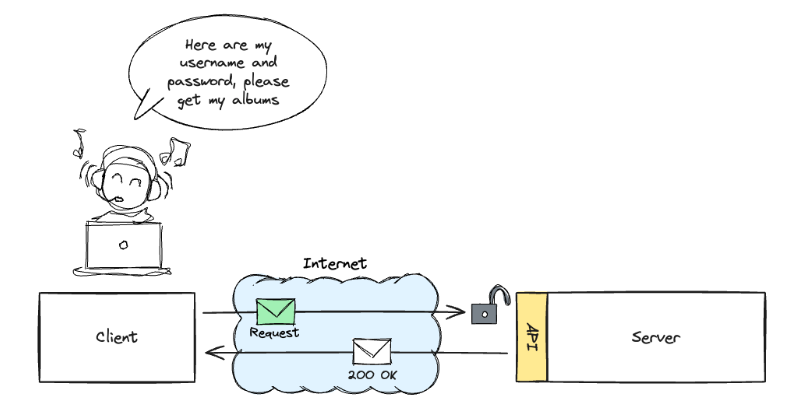 Here are my
username and
password, please
get my albums
Internet
Request
Client
API
Server
200 OK